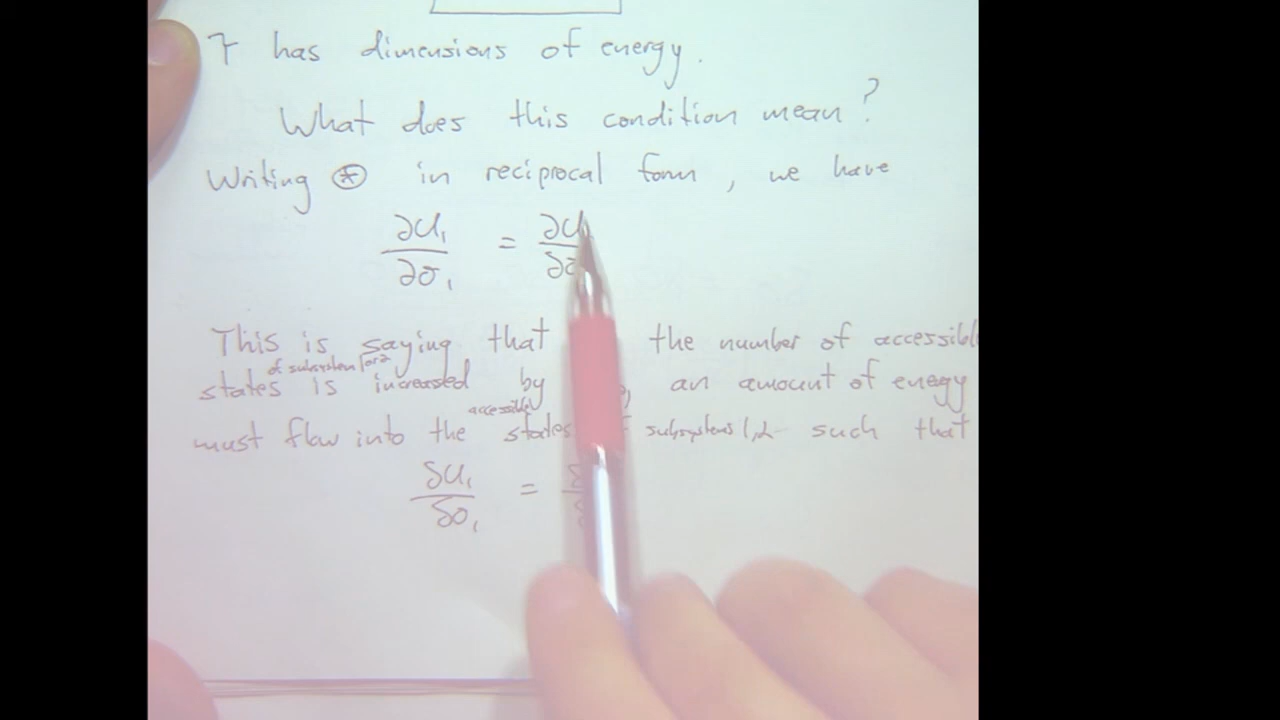 τ has dimensions of energy.
What does this condition mean?
Writing ⊛ in reciprocal form, we have
∂U₁/∂σ₁ = ∂U
This is saying that the number of accessible
of subsystem 1 or 2
states is increased by an amount of energy
accessible
must flow into the states of subsystems 1,2 such that
δU₁/δσ₁ =